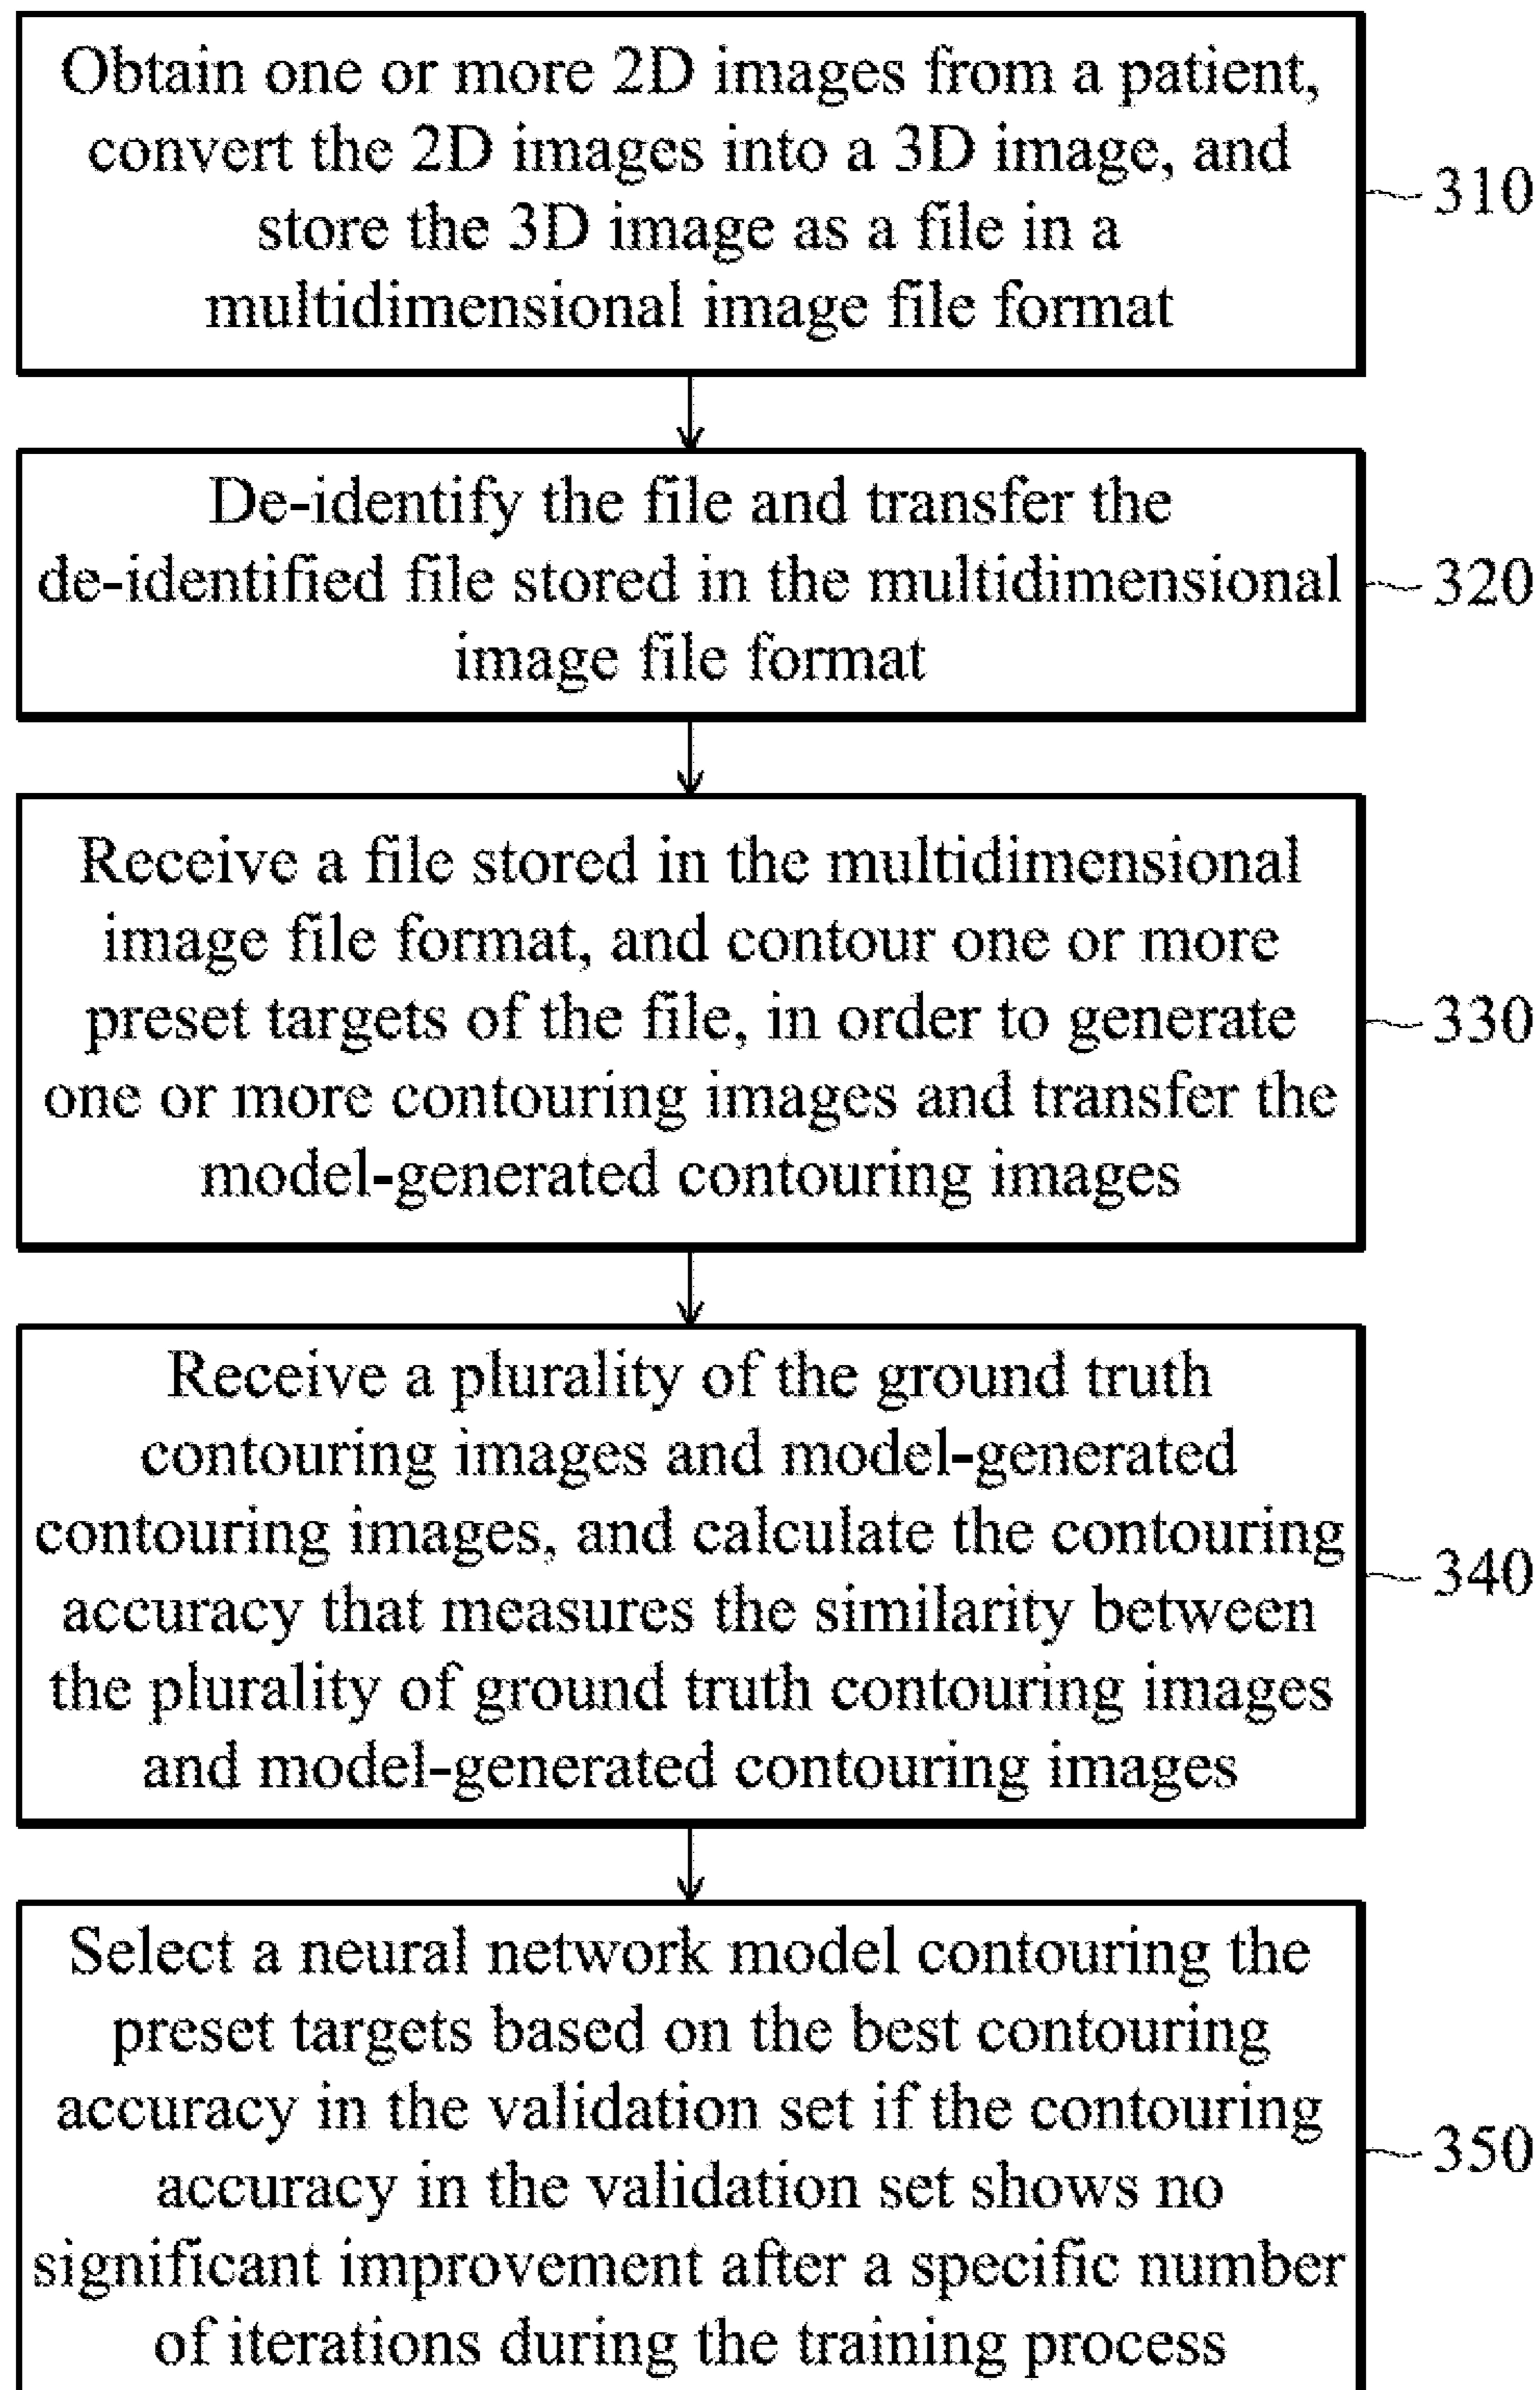 Obtain one or more 2D images from a patient,
convert the 2D images into a 3D image, and
store the 3D image as a file in a
multidimensional image file format
310
De-identify the file and transfer the
de-identified file stored in the multidimensional
image file format
320
Receive a file stored in the multidimensional
image file format, and contour one or more
preset targets of the file, in order to generate
one or more contouring images and transfer the
model-generated contouring images
330
Receive a plurality of the ground truth
contouring images and model-generated
contouring images, and calculate the contouring
accuracy that measures the similarity between
the plurality of ground truth contouring images
and model-generated contouring images
340
Select a neural network model contouring the
preset targets based on the best contouring
accuracy in the validation set if the contouring
accuracy in the validation set shows no
significant improvement after a specific number
of iterations during the training process
350